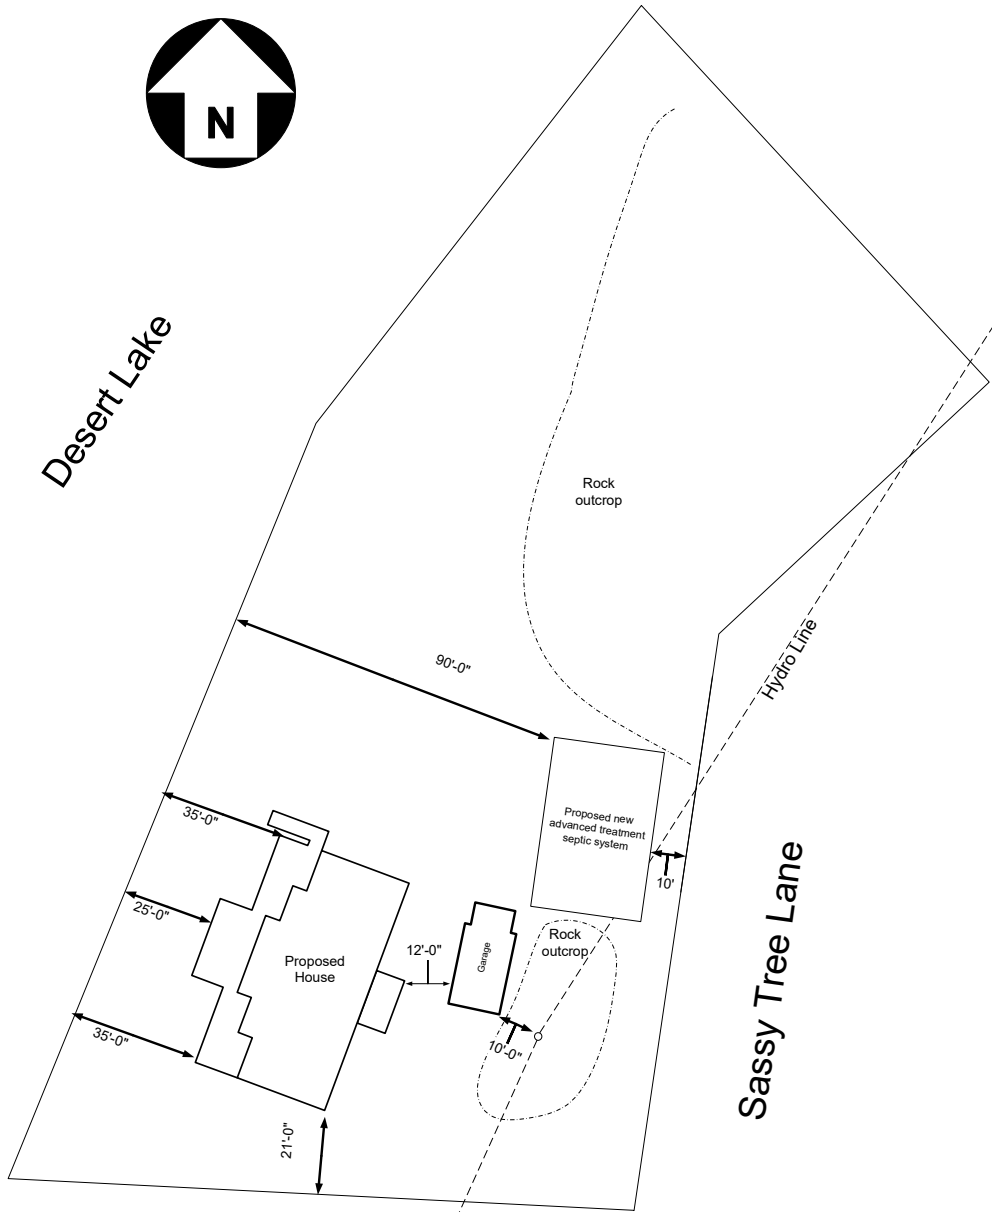 N
Desert Lake
Rock
outcrop
90'-0"
Hydro Line
35'-0"
Proposed new
advanced treatment
septic system
10'
25'-0"
Rock
outcrop
12'-0"
Garage
Proposed
House
Sassy Tree Lane
35'-0"
10'-0"
21'-0"